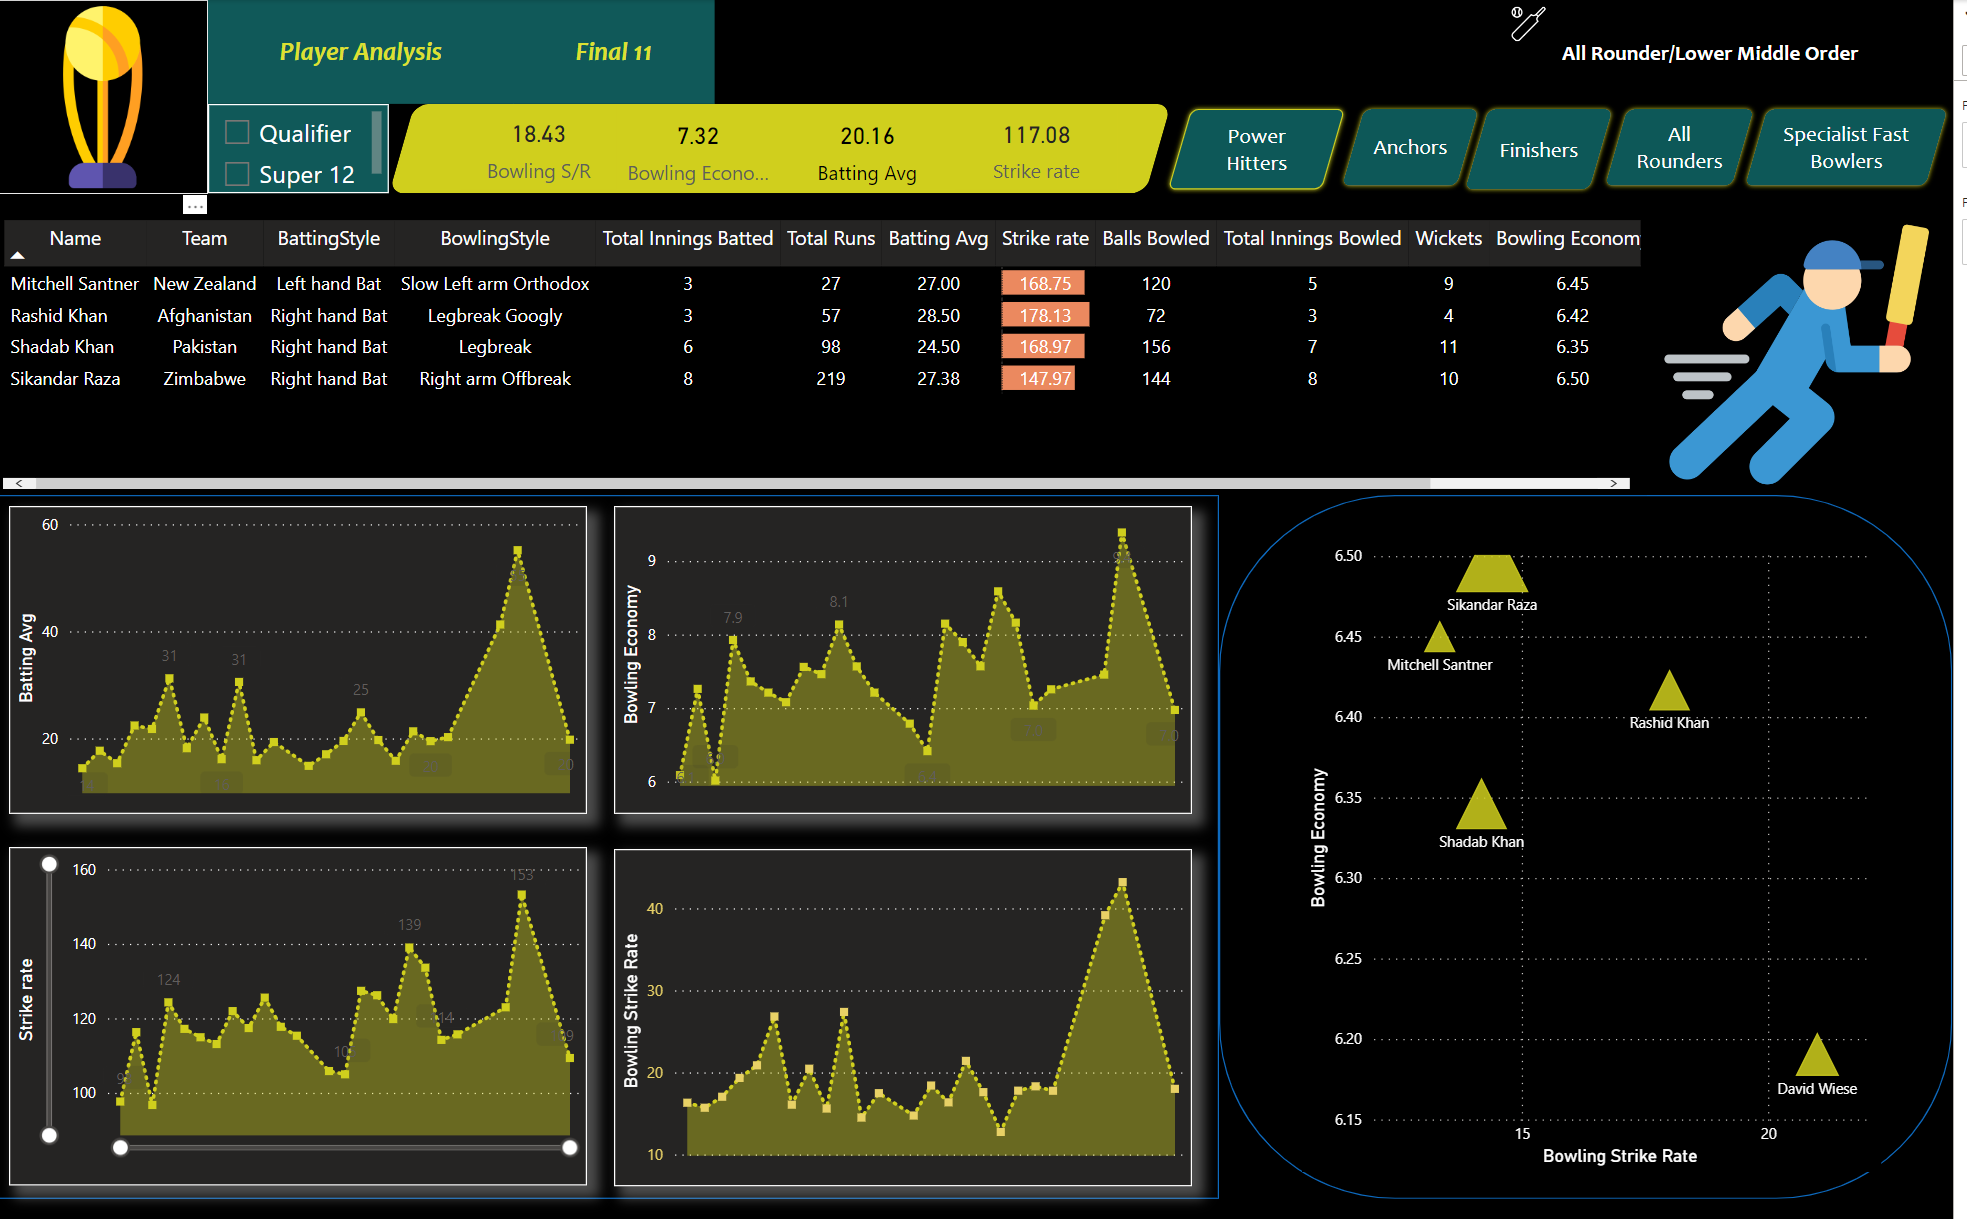 Player Analysis
Final 11
All Rounder/Lower Middle Order
Qualifier
Super 12
18.43
Bowling S/R
7.32
Bowling Econo...
20.16
Batting Avg
117.08
Strike rate
Power
Hitters
Anchors
Finishers
All
Rounders
Specialist Fast
Bowlers
Name Team BattingStyle BowlingStyle Total Innings Batted Total Runs Batting Avg Strike rate Balls Bowled Total Innings Bowled Wickets Bowling Econom
Mitchell Santner New Zealand Left hand Bat Slow Left arm Orthodox 3 27 27.00 168.75 120 5 9 6.45
Rashid Khan Afghanistan Right hand Bat Legbreak Googly 3 57 28.50 178.13 72 3 4 6.42
Shadab Khan Pakistan Right hand Bat Legbreak 6 98 24.50 168.97 156 7 11 6.35
Sikandar Raza Zimbabwe Right hand Bat Right arm Offbreak 8 219 27.38 147.97 144 8 10 6.50
Batting Avg
60
40
20
31
31
25
Bowling Economy
9
8
7
6
7.9
8.1
Strike rate
160
140
120
100
124
139
153
Bowling Strike Rate
40
30
20
10
Bowling Economy
6.50
6.45
6.40
6.35
6.30
6.25
6.20
6.15
Sikandar Raza
Mitchell Santner
Rashid Khan
Shadab Khan
David Wiese
15
20
Bowling Strike Rate